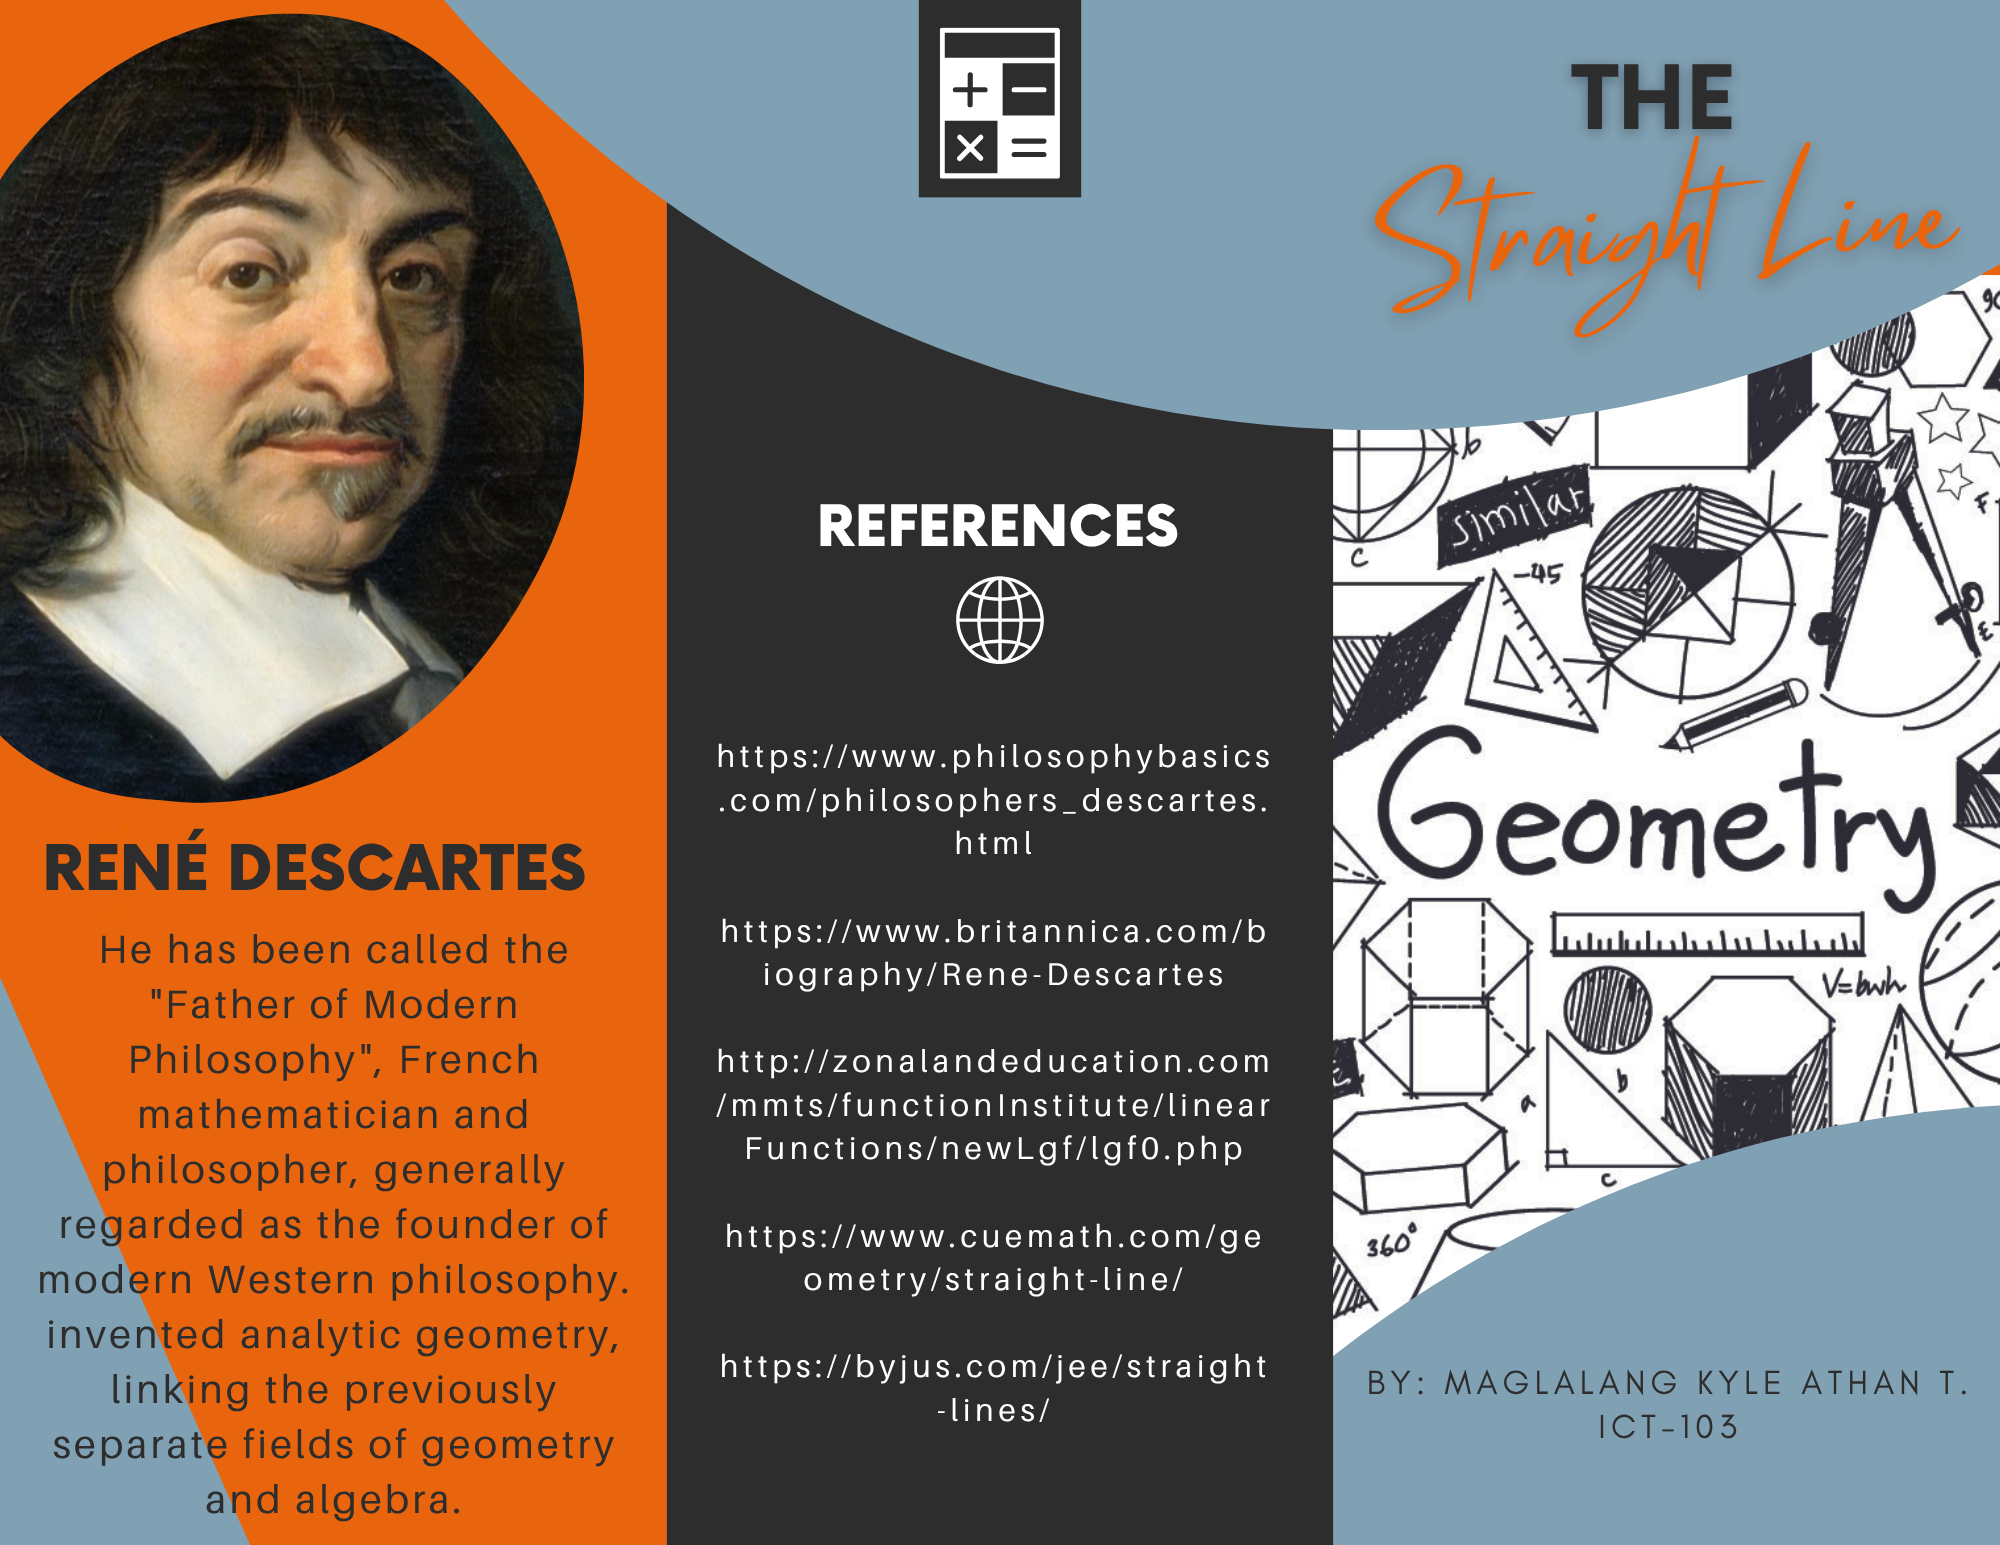 RENÉ DESCARTES
He has been called the
"Father of Modern
Philosophy", French
mathematician and
philosopher, generally
regarded as the founder of
modern Western philosophy.
invented analytic geometry,
linking the previously
separate fields of geometry
and algebra.
+ −
× =
REFERENCES
https://www.philosophybasics
.com/philosophers_descartes.
html
https://www.britannica.com/b
iography/Rene-Descartes
http://zonalandeducation.com
/mmts/functionInstitute/linear
Functions/newLgf/lgf0.php
https://www.cuemath.com/ge
ometry/straight-line/
https://byjus.com/jee/straight
-lines/
THE
Straight Line
b
similar
c
-45
F
D
E
Geometry
V=bwh
b
a
c
360°
BY: MAGLALANG KYLE ATHAN T.
ICT-103